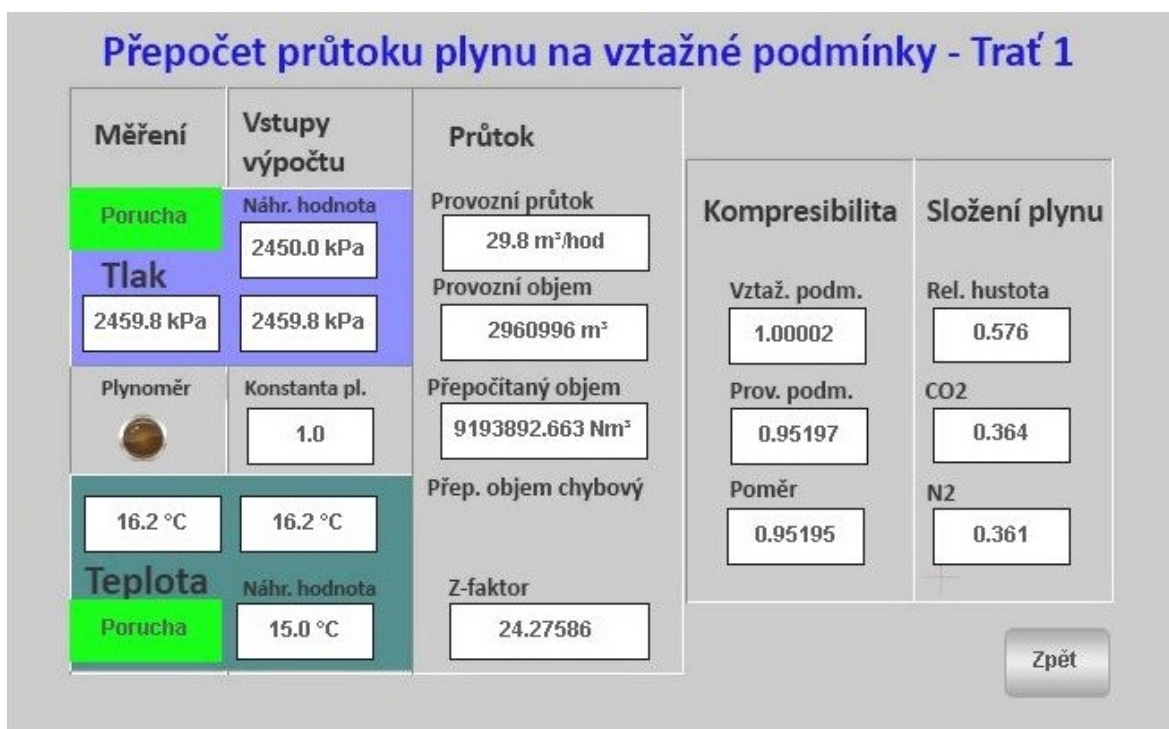 Přepočet průtoku plynu na vztažné podmínky - Trať 1
Měření
Vstupy
výpočtu
Průtok
Porucha
Náhr. hodnota
2450.0 kPa
Tlak
2459.8 kPa
2459.8 kPa
Plynoměr
Konstanta pl.
1.0
16.2 °C
16.2 °C
Teplota
Náhr. hodnota
Porucha
15.0 °C
Provozní průtok
29.8 m³/hod
Provozní objem
2960996 m³
Přepočítaný objem
9193892.663 Nm³
Přep. objem chybový
Z-faktor
24.27586
Kompresibilita
Vztaž. podm.
1.00002
Prov. podm.
0.95197
Poměr
0.95195
Složení plynu
Rel. hustota
0.576
CO2
0.364
N2
0.361
Zpět